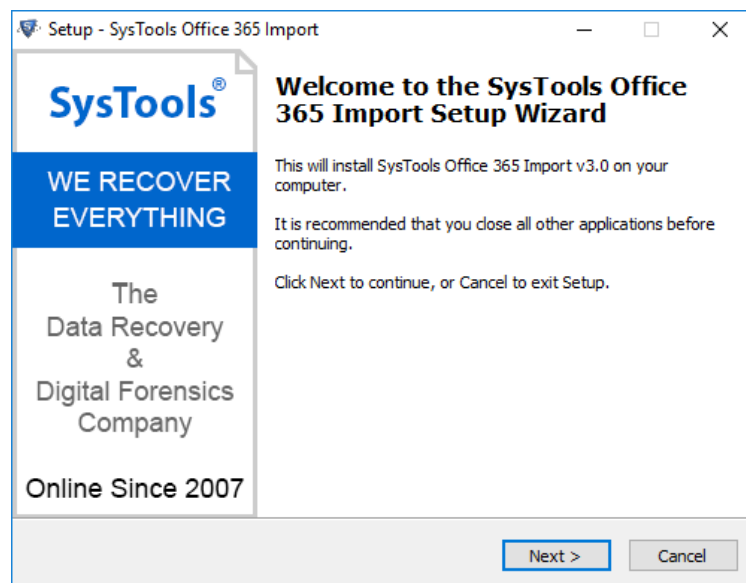 Setup - SysTools Office 365 Import
SysTools®
WE RECOVER
EVERYTHING
The
Data Recovery
&
Digital Forensics
Company
Online Since 2007
Welcome to the SysTools Office
365 Import Setup Wizard
This will install SysTools Office 365 Import v3.0 on your
computer.
It is recommended that you close all other applications before
continuing.
Click Next to continue, or Cancel to exit Setup.
Next >
Cancel